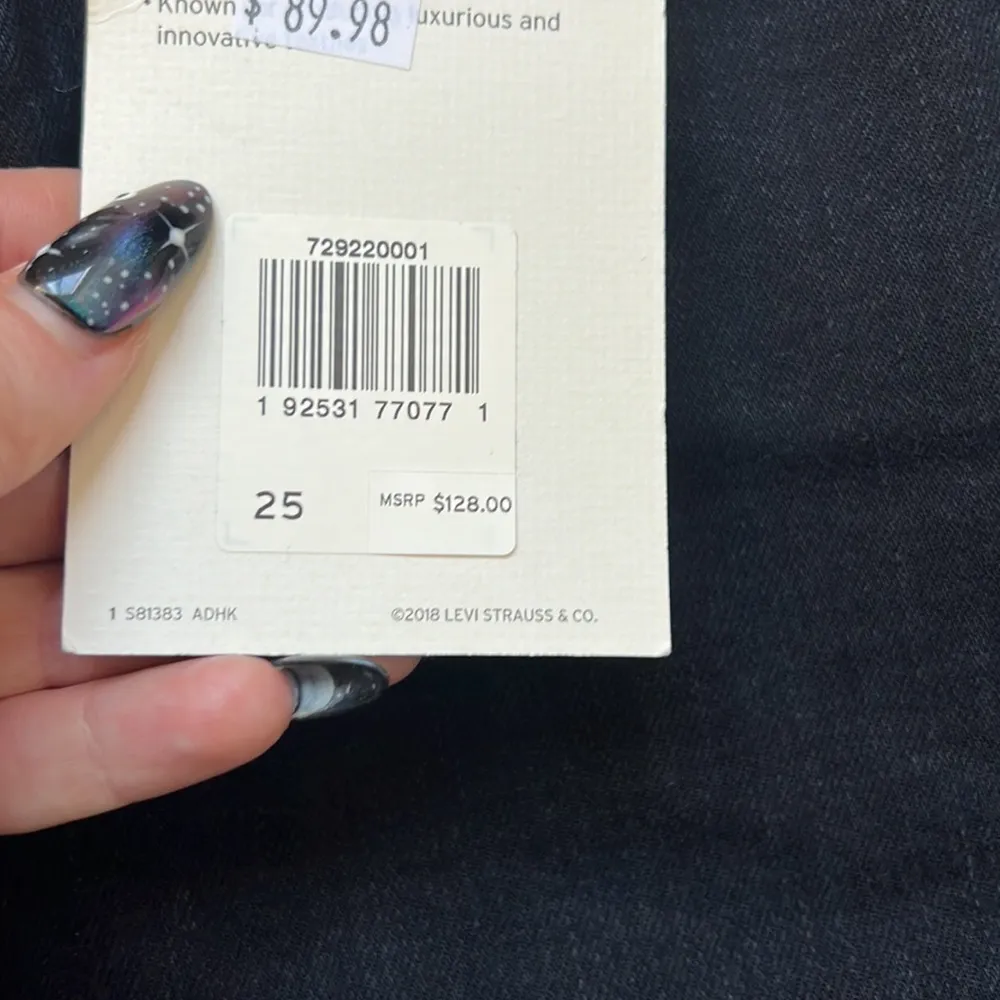 • Known
$ 89.98
luxurious and
innovative
729220001
1 92531 77077 1
25
MSRP $128.00
1 S81383 ADHK
©2018 LEVI STRAUSS & CO.